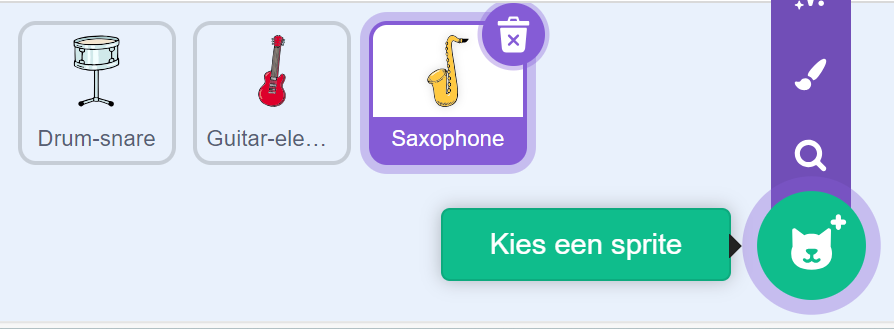 Drum-snare
Guitar-ele...
Saxophone
Kies een sprite